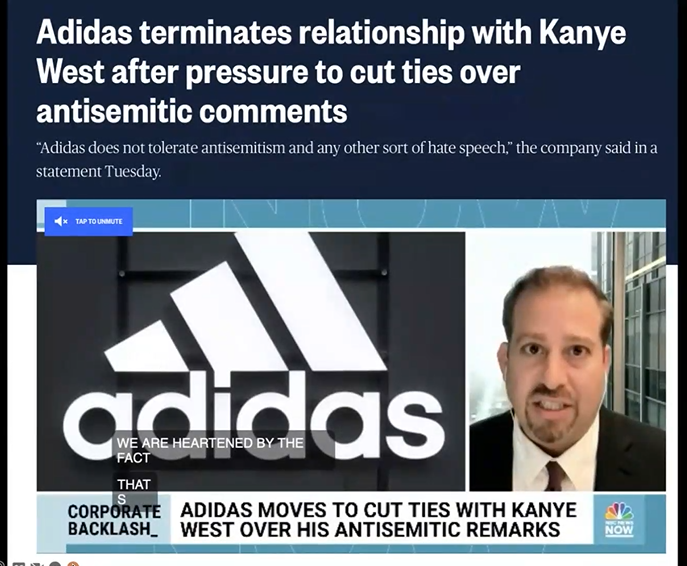 Adidas terminates relationship with Kanye
West after pressure to cut ties over
antisemitic comments
“Adidas does not tolerate antisemitism and any other sort of hate speech,” the company said in a
statement Tuesday.
TAP TO UNMUTE
adidas
WE ARE HEARTENED BY THE
FACT
THAT
S
CORPORATE
BACKLASH_
ADIDAS MOVES TO CUT TIES WITH KANYE
WEST OVER HIS ANTISEMITIC REMARKS
NBC NEWS
NOW